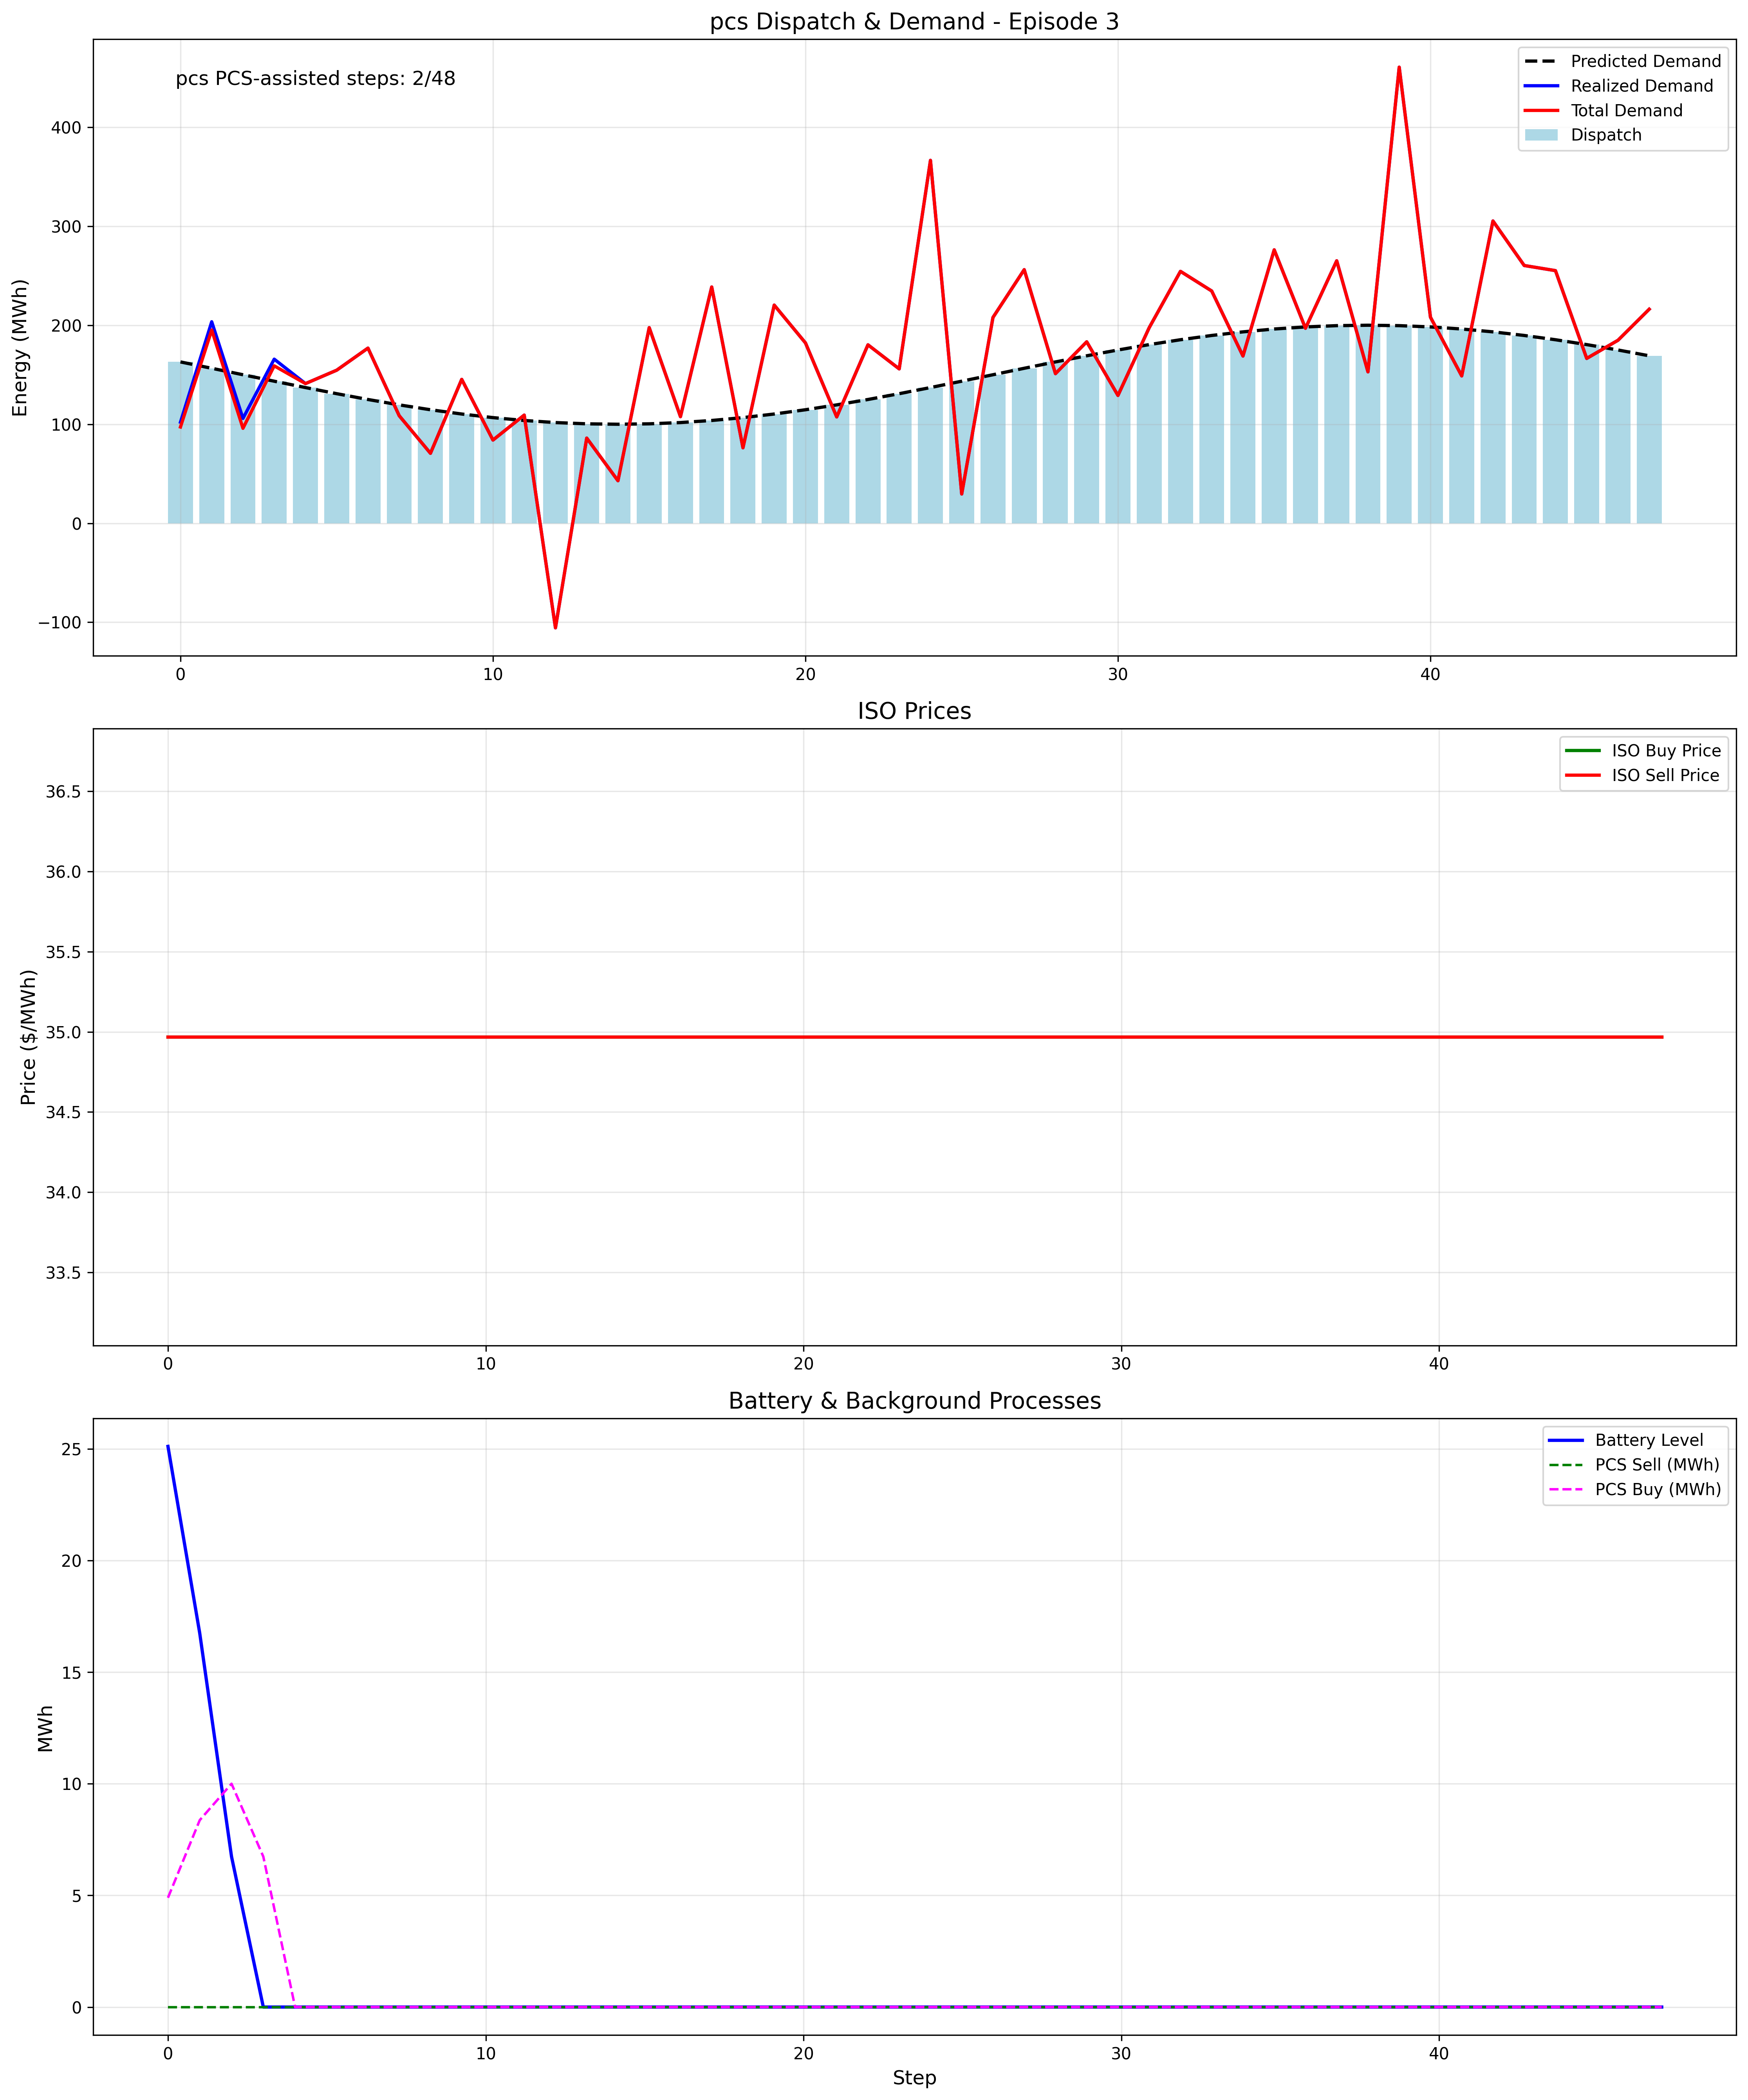 pcs Dispatch & Demand - Episode 3
pcs PCS-assisted steps: 2/48
Predicted Demand
Realized Demand
Total Demand
Dispatch
Energy (MWh)
400
300
200
100
0
−100
0 10 20 30 40
ISO Prices
ISO Buy Price
ISO Sell Price
Price ($/MWh)
36.5
36.0
35.5
35.0
34.5
34.0
33.5
0 10 20 30 40
Battery & Background Processes
Battery Level
PCS Sell (MWh)
PCS Buy (MWh)
MWh
25
20
15
10
5
0
0 10 20 30 40
Step